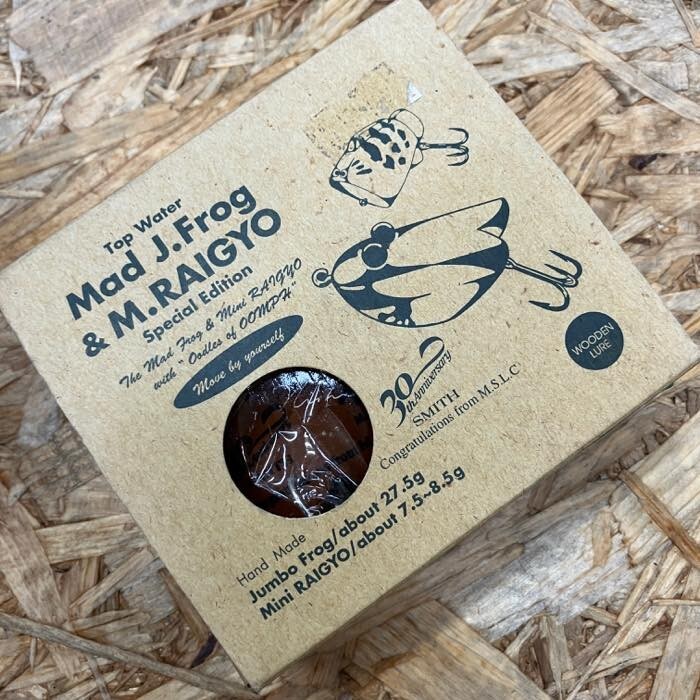 Top Water
Mad J.Frog
& M.RAIGYO
Special Edition
The Mad Frog & Mini RAIGYO
with "Oodles of OOMPH"
Move by yourself
WOODEN
LURE
30thAnniversary
SMITH
Congratulations from M.S.L.C
Hand Made
Jumbo Frog/about 27.5g
Mini RAIGYO/about 7.5~8.5g